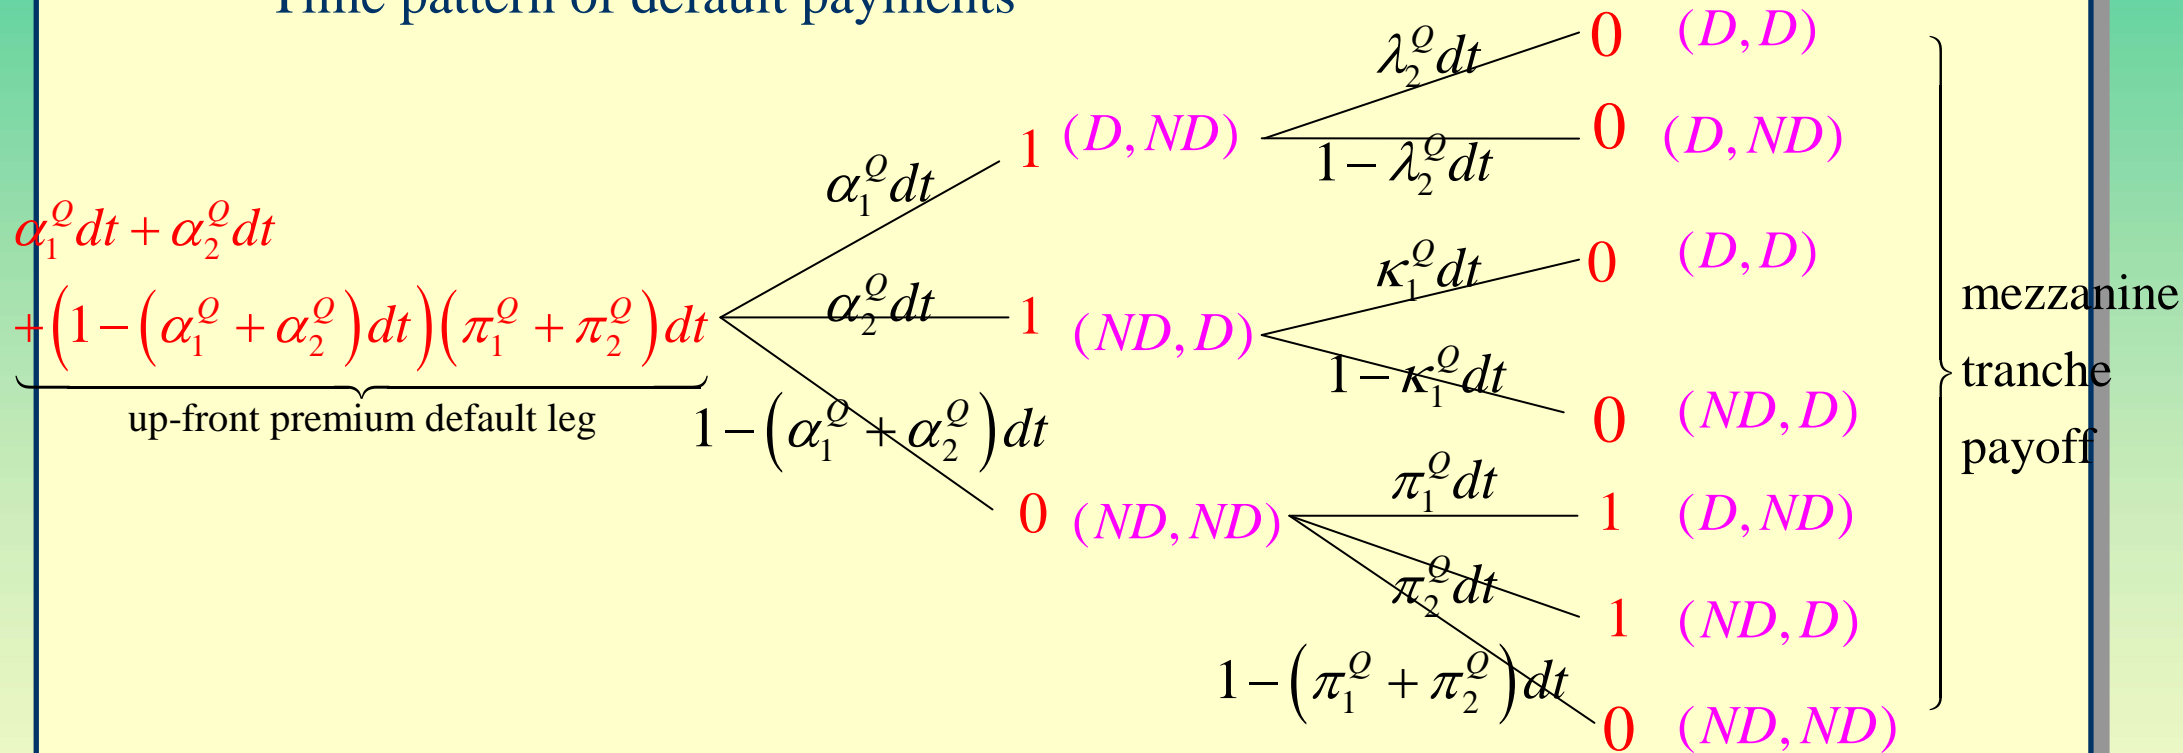 Time pattern of default payments
λ₂^Q dt
0 (D, D)
1 (D, ND)
0 (D, ND)
1 − λ₂^Q dt
α₁^Q dt
α₁^Q dt + α₂^Q dt
κ₁^Q dt
0 (D, D)
+(1 − (α₁^Q + α₂^Q) dt)(π₁^Q + π₂^Q) dt
α₂^Q dt
1 (ND, D)
1 − κ₁^Q dt
0 (ND, D)
up-front premium default leg
1 − (α₁^Q + α₂^Q) dt
0 (ND, ND)
π₁^Q dt
1 (D, ND)
π₂^Q dt
1 (ND, D)
1 − (π₁^Q + π₂^Q) dt
0 (ND, ND)
mezzanine
tranche
payoff